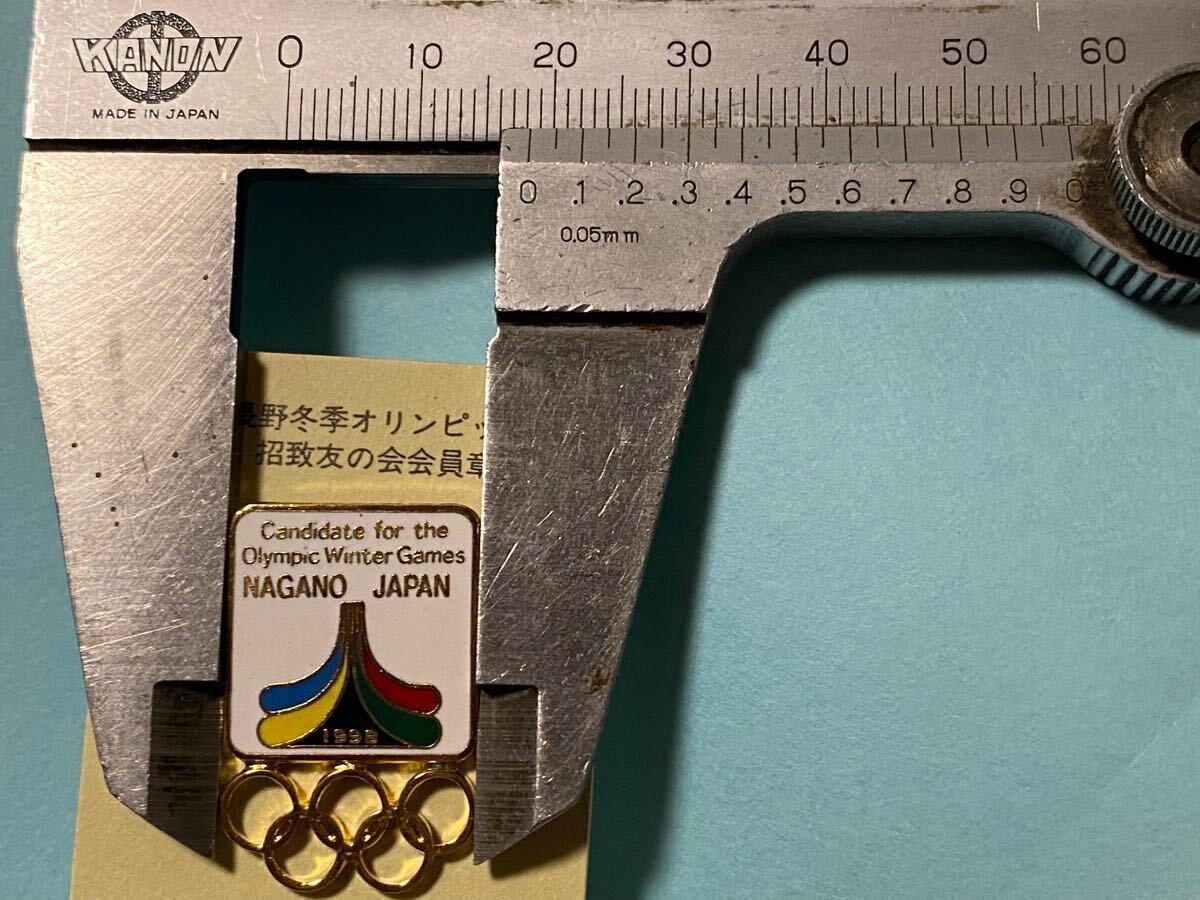 KANON
MADE IN JAPAN
0 10 20 30 40 50 60
0 .1 .2 .3 .4 .5 .6 .7 .8 .9 0
0.05mm
長野冬季オリンピッ
招致友の会会員章
Candidate for the
Olympic Winter Games
NAGANO JAPAN
1998